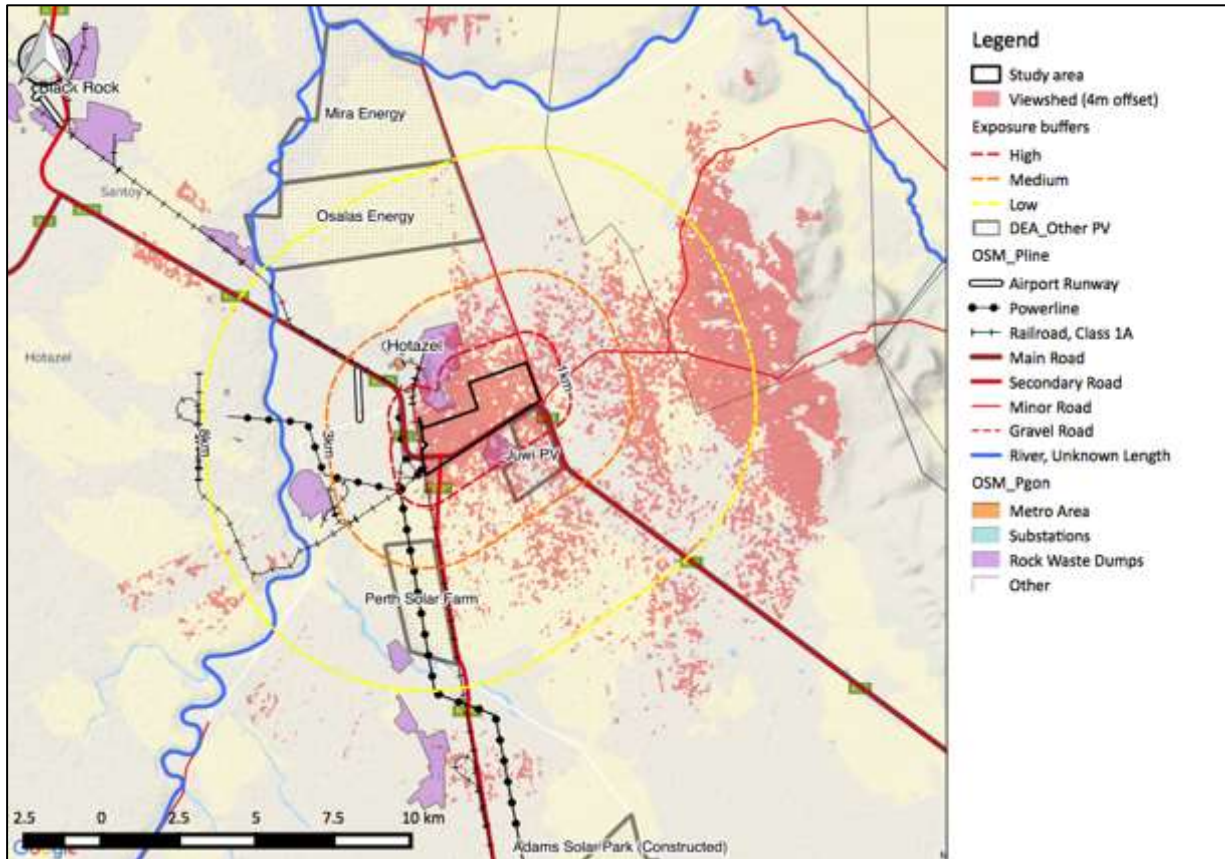 Black Rock
Santoy
Mira Energy
Osalas Energy
Hotazel
Hotazel
1km
3km
8km
Juwi PV
Perth Solar Farm
Adams Solar Park (Constructed)
2.5 0 2.5 5 7.5 10 km
Google
Legend
Study area
Viewshed (4m offset)
Exposure buffers
High
Medium
Low
DEA_Other PV
OSM_Pline
Airport Runway
Powerline
Railroad, Class 1A
Main Road
Secondary Road
Minor Road
Gravel Road
River, Unknown Length
OSM_Pgon
Metro Area
Substations
Rock Waste Dumps
Other